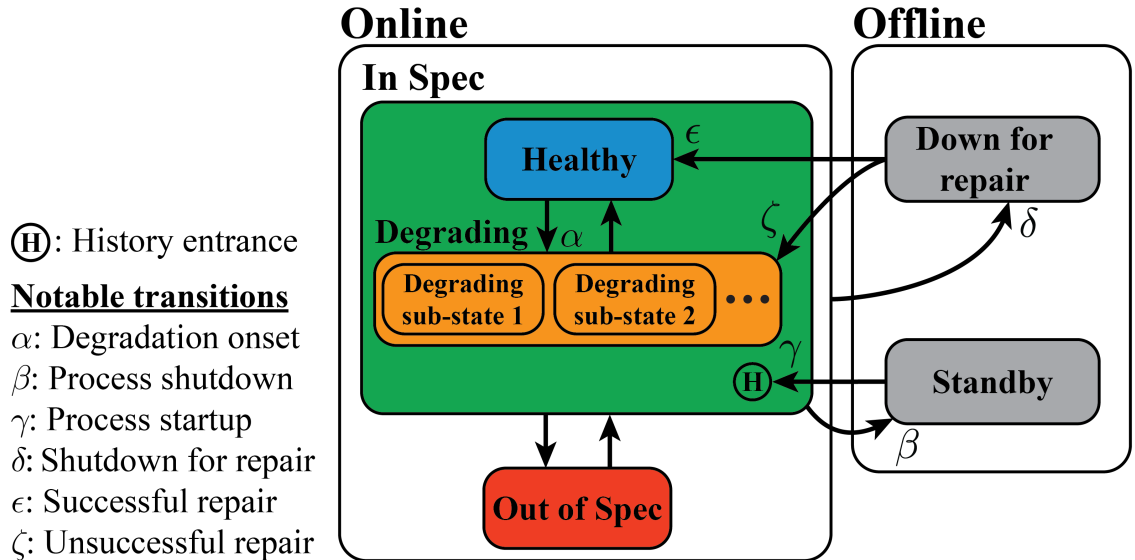 Online
Offline
In Spec
Healthy
ϵ
Down for
repair
ζ
δ
Degrading
α
Degrading
sub-state 1
Degrading
sub-state 2
•••
γ
H
Standby
β
Out of Spec
H: History entrance
Notable transitions
α: Degradation onset
β: Process shutdown
γ: Process startup
δ: Shutdown for repair
ϵ: Successful repair
ζ: Unsuccessful repair